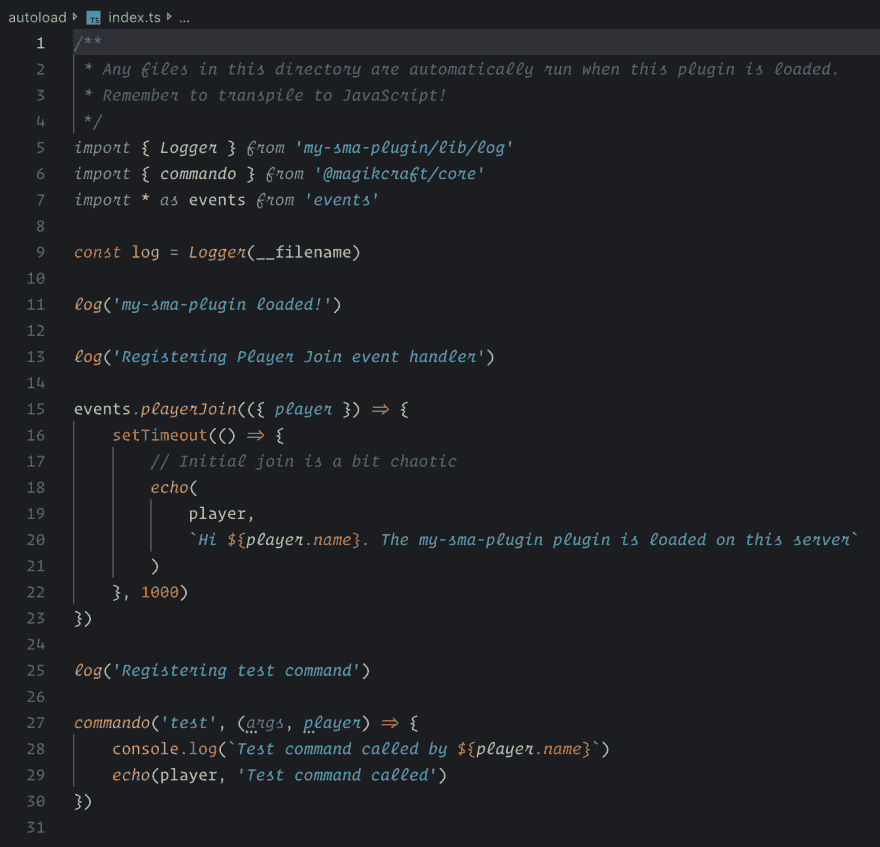 autoload ▸ TS index.ts ▸ ...
1 /**
2  * Any files in this directory are automatically run when this plugin is loaded.
3  * Remember to transpile to JavaScript!
4  */
5 import { Logger } from 'my-sma-plugin/lib/log'
6 import { commando } from '@magikcraft/core'
7 import * as events from 'events'
8
9 const log = Logger(__filename)
10
11 log('my-sma-plugin loaded!')
12
13 log('Registering Player Join event handler')
14
15 events.playerJoin(({ player }) => {
16     setTimeout(() => {
17         // Initial join is a bit chaotic
18         echo(
19             player,
20             `Hi ${player.name}. The my-sma-plugin plugin is loaded on this server`
21         )
22     }, 1000)
23 })
24
25 log('Registering test command')
26
27 commando('test', (args, player) => {
28     console.log(`Test command called by ${player.name}`)
29     echo(player, 'Test command called')
30 })
31